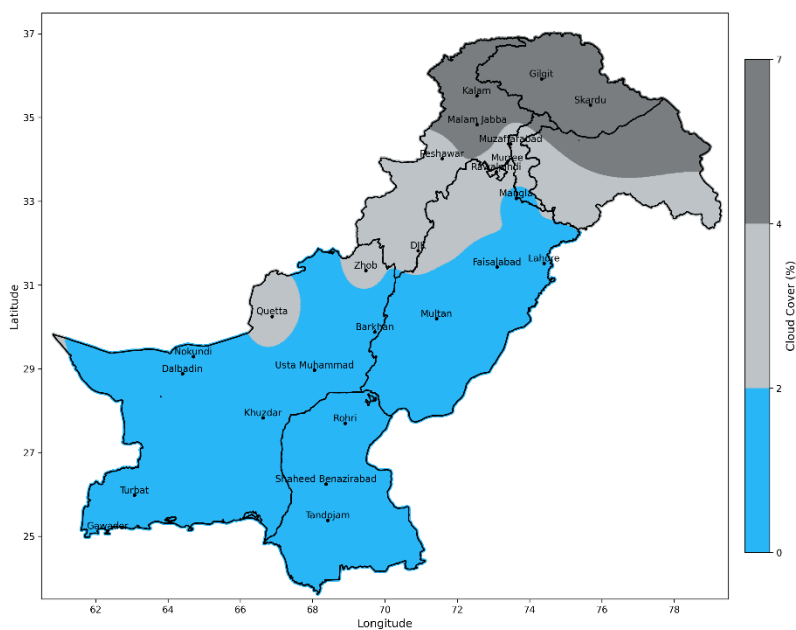 37
35
33
31
29
27
25
Latitude
62
64
66
68
70
72
74
76
78
Longitude
Gilgit
Kalam
Skardu
Malam Jabba
Muzaffarabad
Peshawar
Murree
Rawalpindi
Mangla
DIK
Zhob
Faisalabad
Lahore
Quetta
Multan
Barkhan
Nokundi
Dalbadin
Usta Muhammad
Khuzdar
Rohri
Shaheed Benazirabad
Turbat
Tandojam
Gawader
7
4
2
0
Cloud Cover (%)